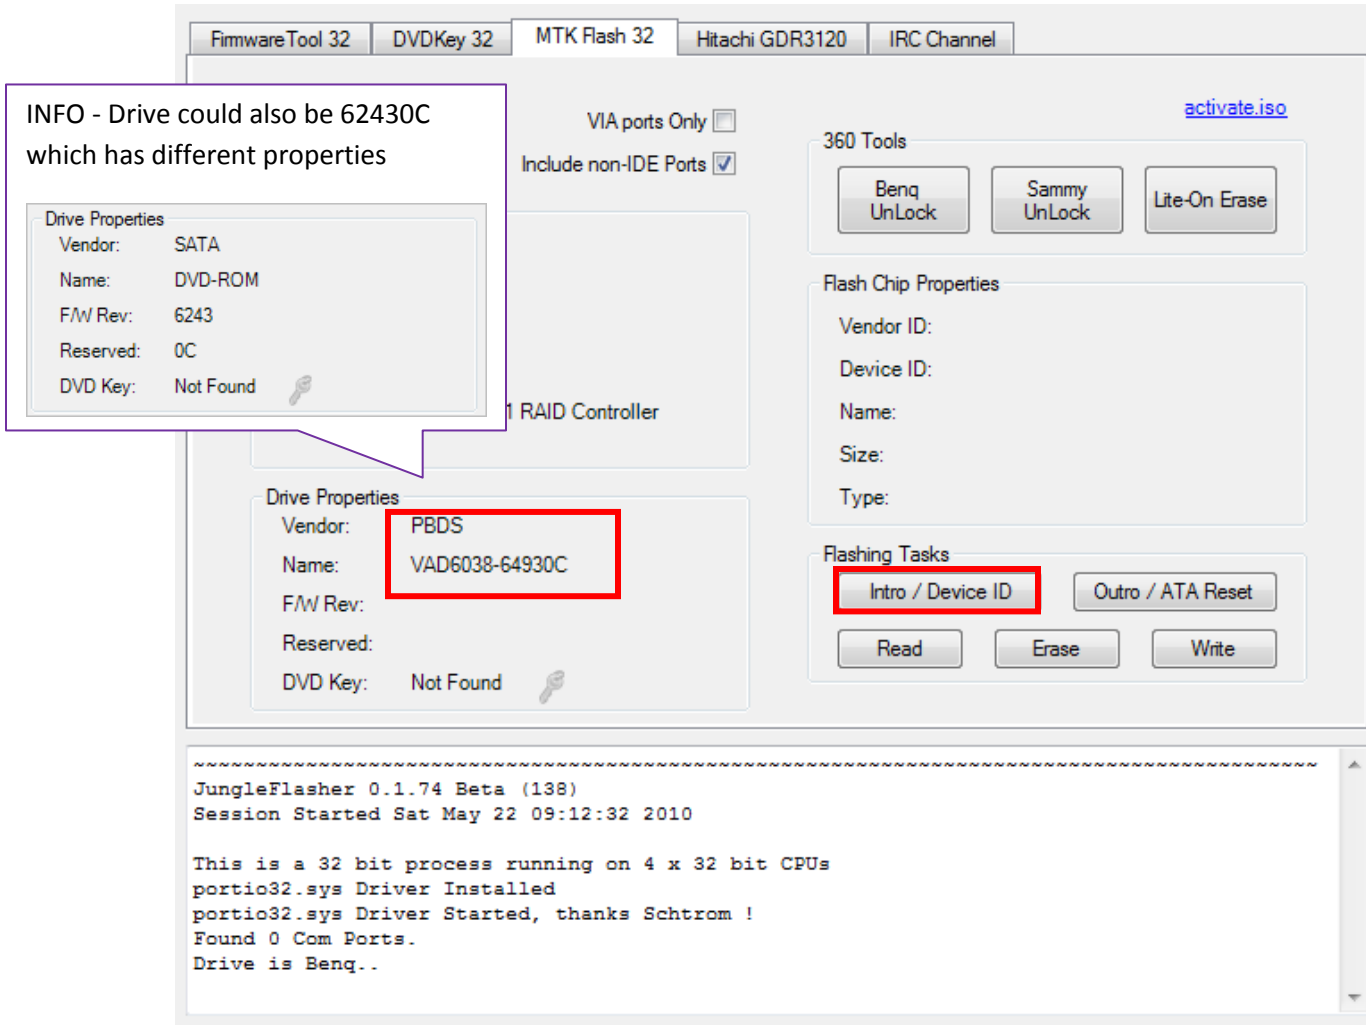 FirmwareTool 32 DVDKey 32 MTK Flash 32 Hitachi GDR3120 IRC Channel
INFO - Drive could also be 62430C
which has different properties
Drive Properties
Vendor: SATA
Name: DVD-ROM
F/W Rev: 6243
Reserved: 0C
DVD Key: Not Found
VIA ports Only
Include non-IDE Ports
1 RAID Controller
Drive Properties
Vendor: PBDS
Name: VAD6038-64930C
F/W Rev:
Reserved:
DVD Key: Not Found
activate.iso
360 Tools
Benq
UnLock
Sammy
UnLock
Lite-On Erase
Flash Chip Properties
Vendor ID:
Device ID:
Name:
Size:
Type:
Flashing Tasks
Intro / Device ID Outro / ATA Reset
Read Erase Write
~~~~~~~~~~~~~~~~~~~~~~~~~~~~~~~~~~~~~~~~~~~~~~~~~~~~~~~~~~~~~~~~~~~~~~~~~~~~~~~~~~~~~~~~~~
JungleFlasher 0.1.74 Beta (138)
Session Started Sat May 22 09:12:32 2010
This is a 32 bit process running on 4 x 32 bit CPUs
portio32.sys Driver Installed
portio32.sys Driver Started, thanks Schtrom !
Found 0 Com Ports.
Drive is Benq..